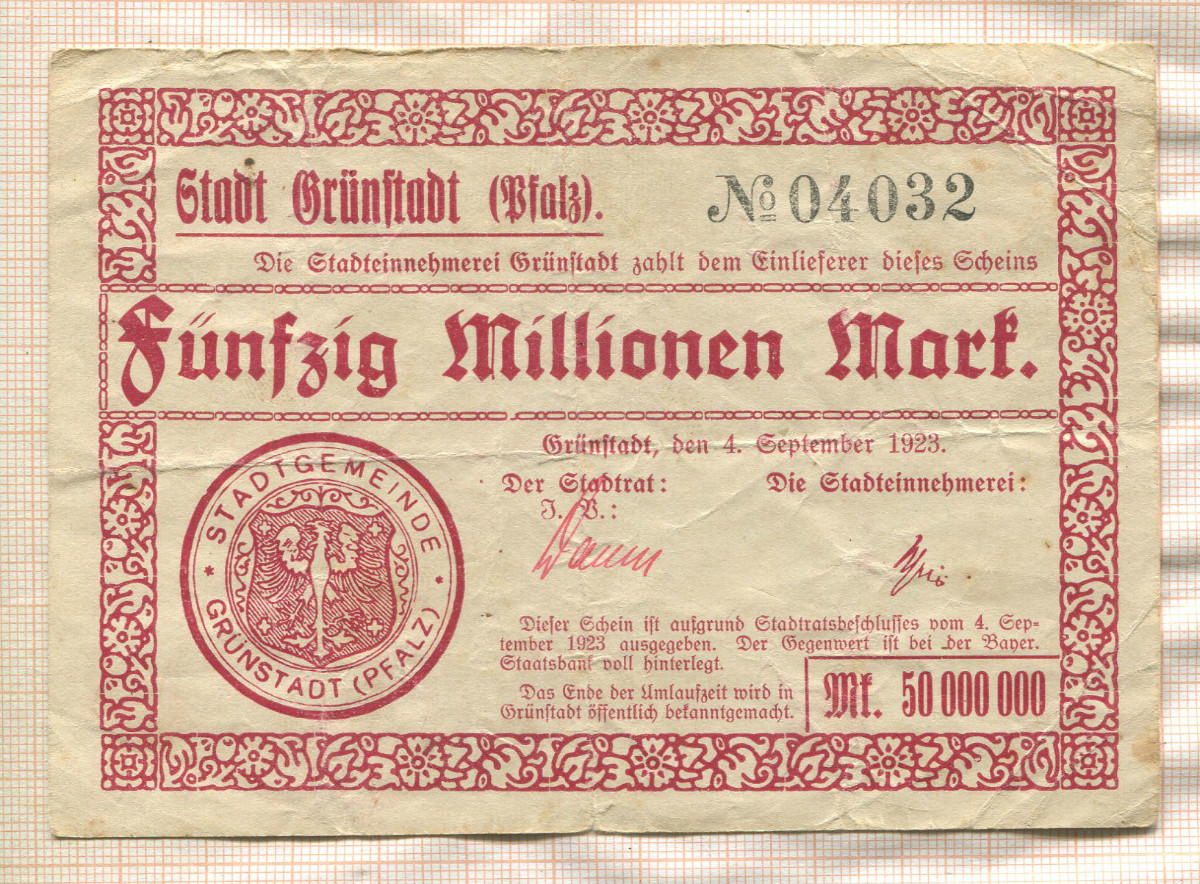 Stadt Grünstadt (Pfalz).
№ 04032
Die Stadteinnehmerei Grünstadt zahlt dem Einlieferer dieses Scheins
Fünfzig Millionen Mark.
Grünstadt, den 4. September 1923.
Der Stadtrat: Die Stadteinnehmerei:
J. V.:
STADTGEMEINDE
* GRÜNSTADT (PFALZ) *
Dieser Schein ist aufgrund Stadtratsbeschlusses vom 4. Sep-
tember 1923 ausgegeben. Der Gegenwert ist bei der Bayer.
Staatsbank voll hinterlegt.
Das Ende der Umlaufzeit wird in
Grünstadt öffentlich bekanntgemacht.
Mk. 50 000 000